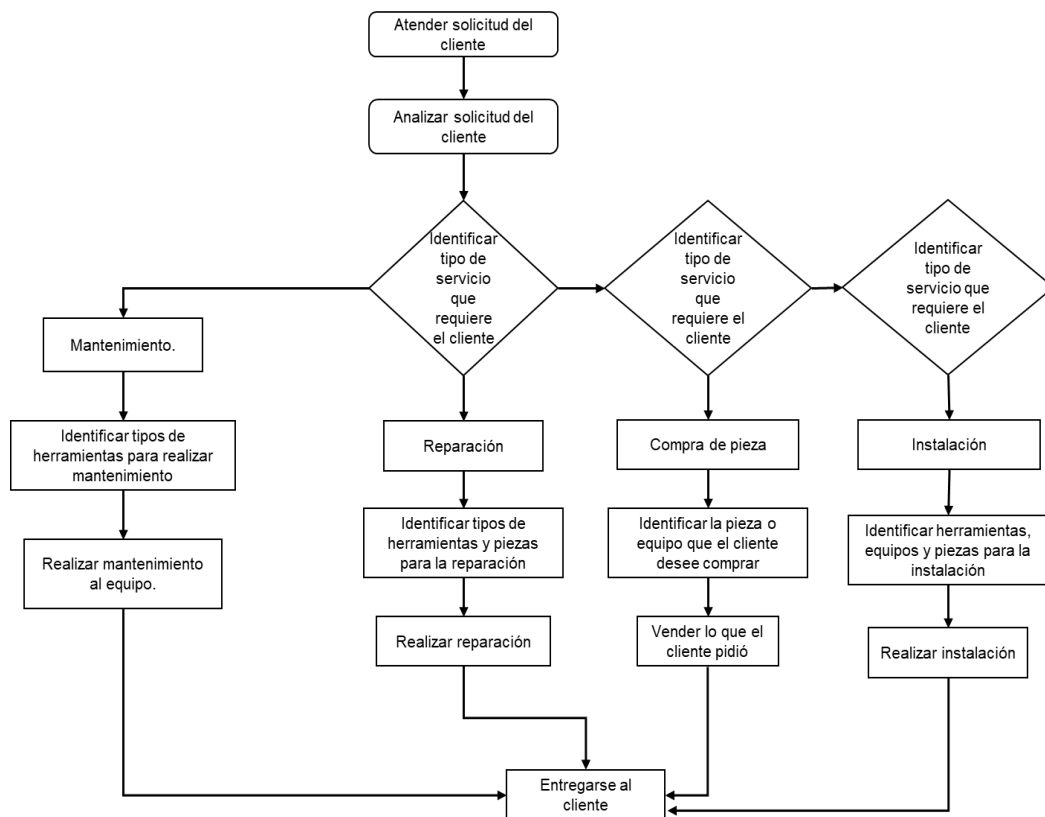 Atender solicitud del
cliente
Analizar solicitud del
cliente
Identificar
tipo de
servicio
que
requiere
el cliente
Identificar
tipo de
servicio
que
requiere el
cliente
Identificar
tipo de
servicio que
requiere el
cliente
Mantenimiento.
Identificar tipos de
herramientas para realizar
mantenimiento
Realizar mantenimiento
al equipo.
Reparación
Identificar tipos de
herramientas y piezas
para la reparación
Realizar reparación
Compra de pieza
Identificar la pieza o
equipo que el cliente
desee comprar
Vender lo que el
cliente pidió
Instalación
Identificar herramientas,
equipos y piezas para la
instalación
Realizar instalación
Entregarse al
cliente